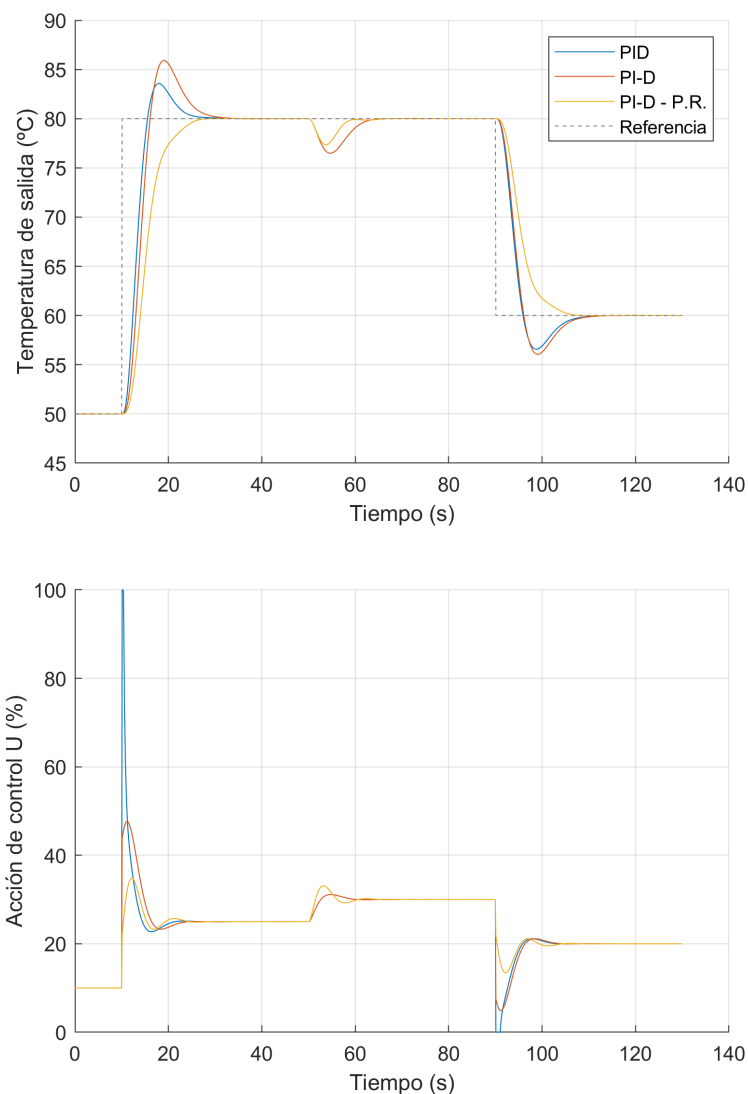 90
85
80
75
70
65
60
55
50
45
0 20 40 60 80 100 120 140
Temperatura de salida (ºC)
Tiempo (s)
PID
PI-D
PI-D - P.R.
Referencia
100
80
60
40
20
0
0 20 40 60 80 100 120 140
Acción de control U (%)
Tiempo (s)